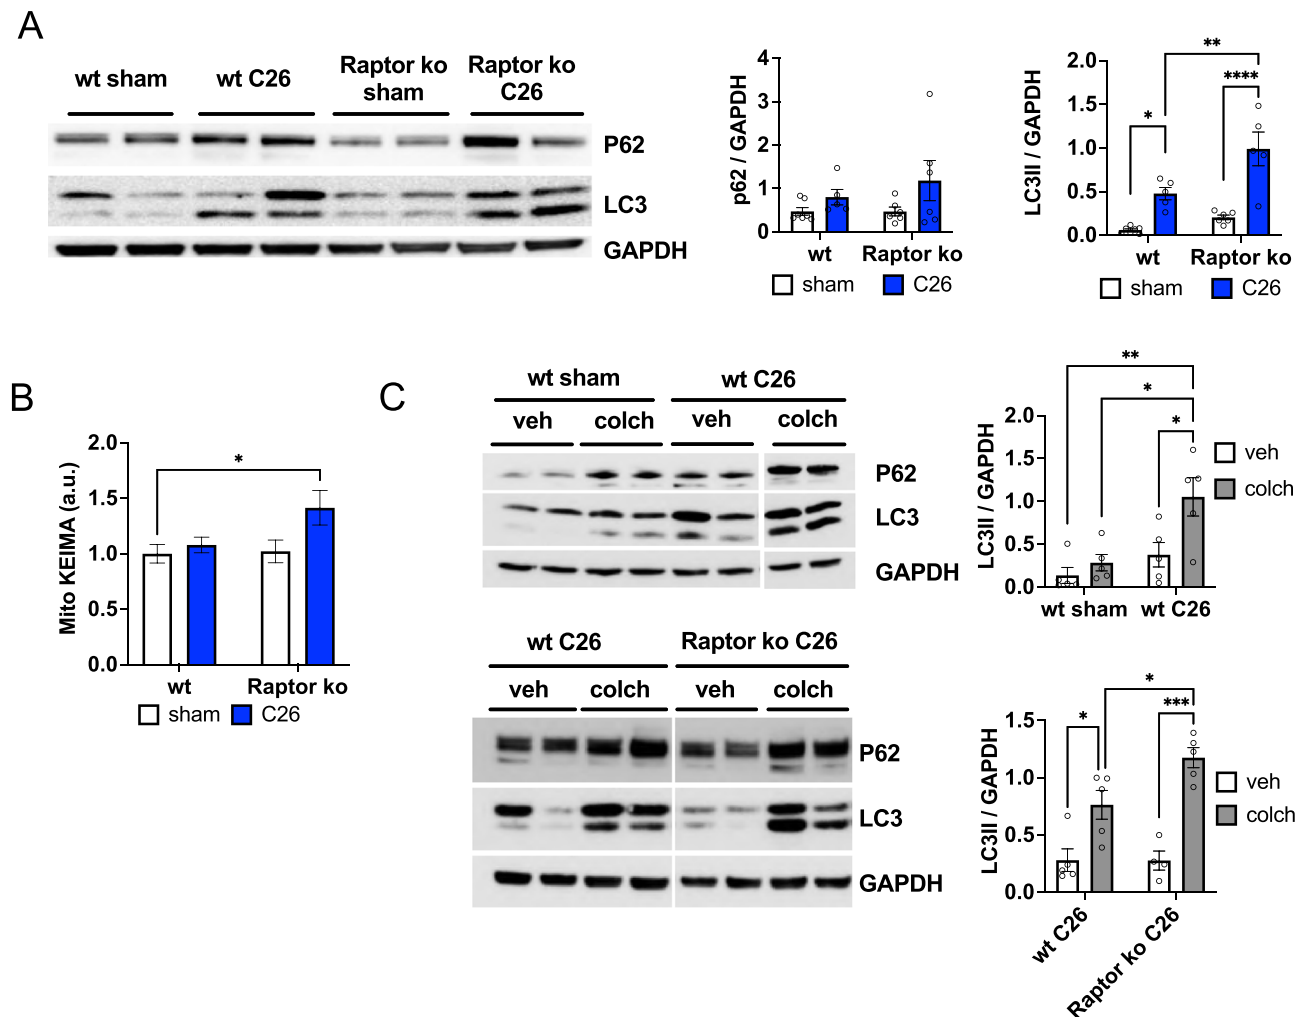 A
wt sham
wt C26
Raptor ko
sham
Raptor ko
C26
P62
LC3
GAPDH
p62 / GAPDH
4
3
2
1
0
wt
Raptor ko
sham
C26
LC3II / GAPDH
2.0
1.5
1.0
0.5
0.0
*
****
**
wt
Raptor ko
sham
C26
B
Mito KEIMA (a.u.)
2.0
1.5
1.0
0.5
0.0
*
wt
Raptor ko
sham
C26
C
wt sham
wt C26
veh
colch
veh
colch
P62
LC3
GAPDH
LC3II / GAPDH
2.0
1.5
1.0
0.5
0.0
**
*
*
veh
colch
wt sham
wt C26
wt C26
Raptor ko C26
veh
colch
veh
colch
P62
LC3
GAPDH
LC3II / GAPDH
1.5
1.0
0.5
0.0
*
*
***
veh
colch
wt C26
Raptor ko C26